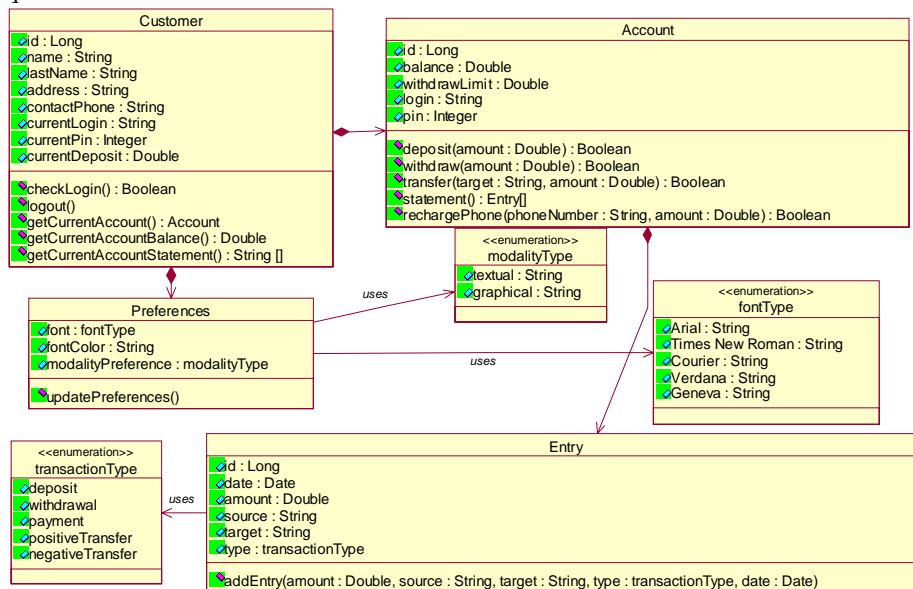 Customer
id : Long
name : String
lastName : String
address : String
contactPhone : String
currentLogin : String
currentPin : Integer
currentDeposit : Double
checkLogin() : Boolean
logout()
getCurrentAccount() : Account
getCurrentAccountBalance() : Double
getCurrentAccountStatement() : String []
Account
id : Long
balance : Double
withdrawLimit : Double
login : String
pin : Integer
deposit(amount : Double) : Boolean
withdraw(amount : Double) : Boolean
transfer(target : String, amount : Double) : Boolean
statement() : Entry[]
rechargePhone(phoneNumber : String, amount : Double) : Boolean
<<enumeration>>
modalityType
textual : String
graphical : String
uses
Preferences
font : fontType
fontColor : String
modalityPreference : modalityType
updatePreferences()
uses
<<enumeration>>
fontType
Arial : String
Times New Roman : String
Courier : String
Verdana : String
Geneva : String
<<enumeration>>
transactionType
deposit
withdrawal
payment
positiveTransfer
negativeTransfer
uses
Entry
id : Long
date : Date
amount : Double
source : String
target : String
type : transactionType
addEntry(amount : Double, source : String, target : String, type : transactionType, date : Date)